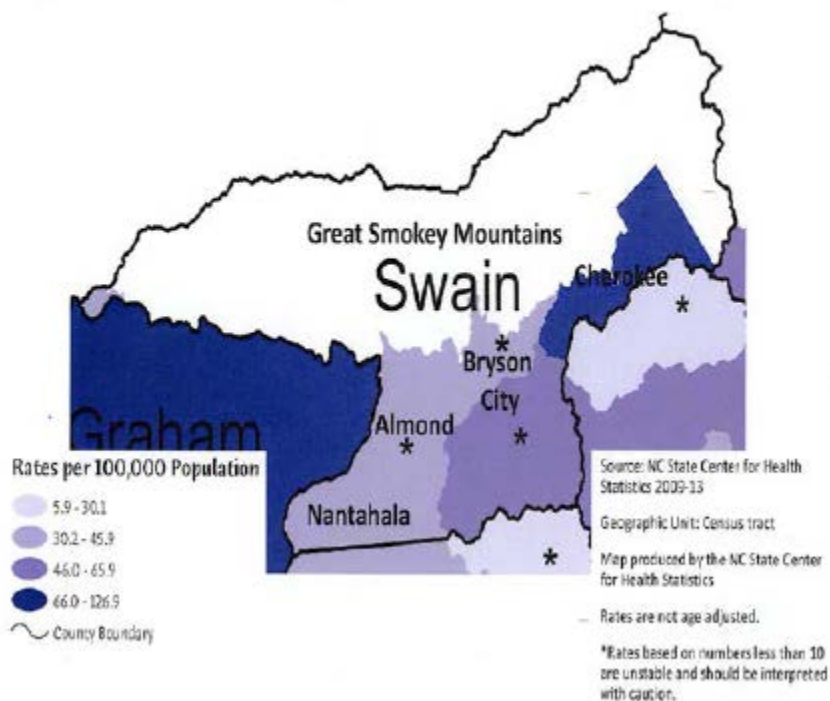 Great Smokey Mountains
Swain
Cherokee
*
*
Bryson
City
Almond
*
*
Graham
Nantahala
*
Rates per 100,000 Population
5.9 - 30.1
30.2 - 45.9
46.0 - 65.9
66.0 - 126.9
County Boundary
Source: NC State Center for Health
Statistics 2009-13
Geographic Unit: Census tract
Map produced by the NC State Center
for Health Statistics
Rates are not age adjusted.
*Rates based on numbers less than 10
are unstable and should be interpreted
with caution.